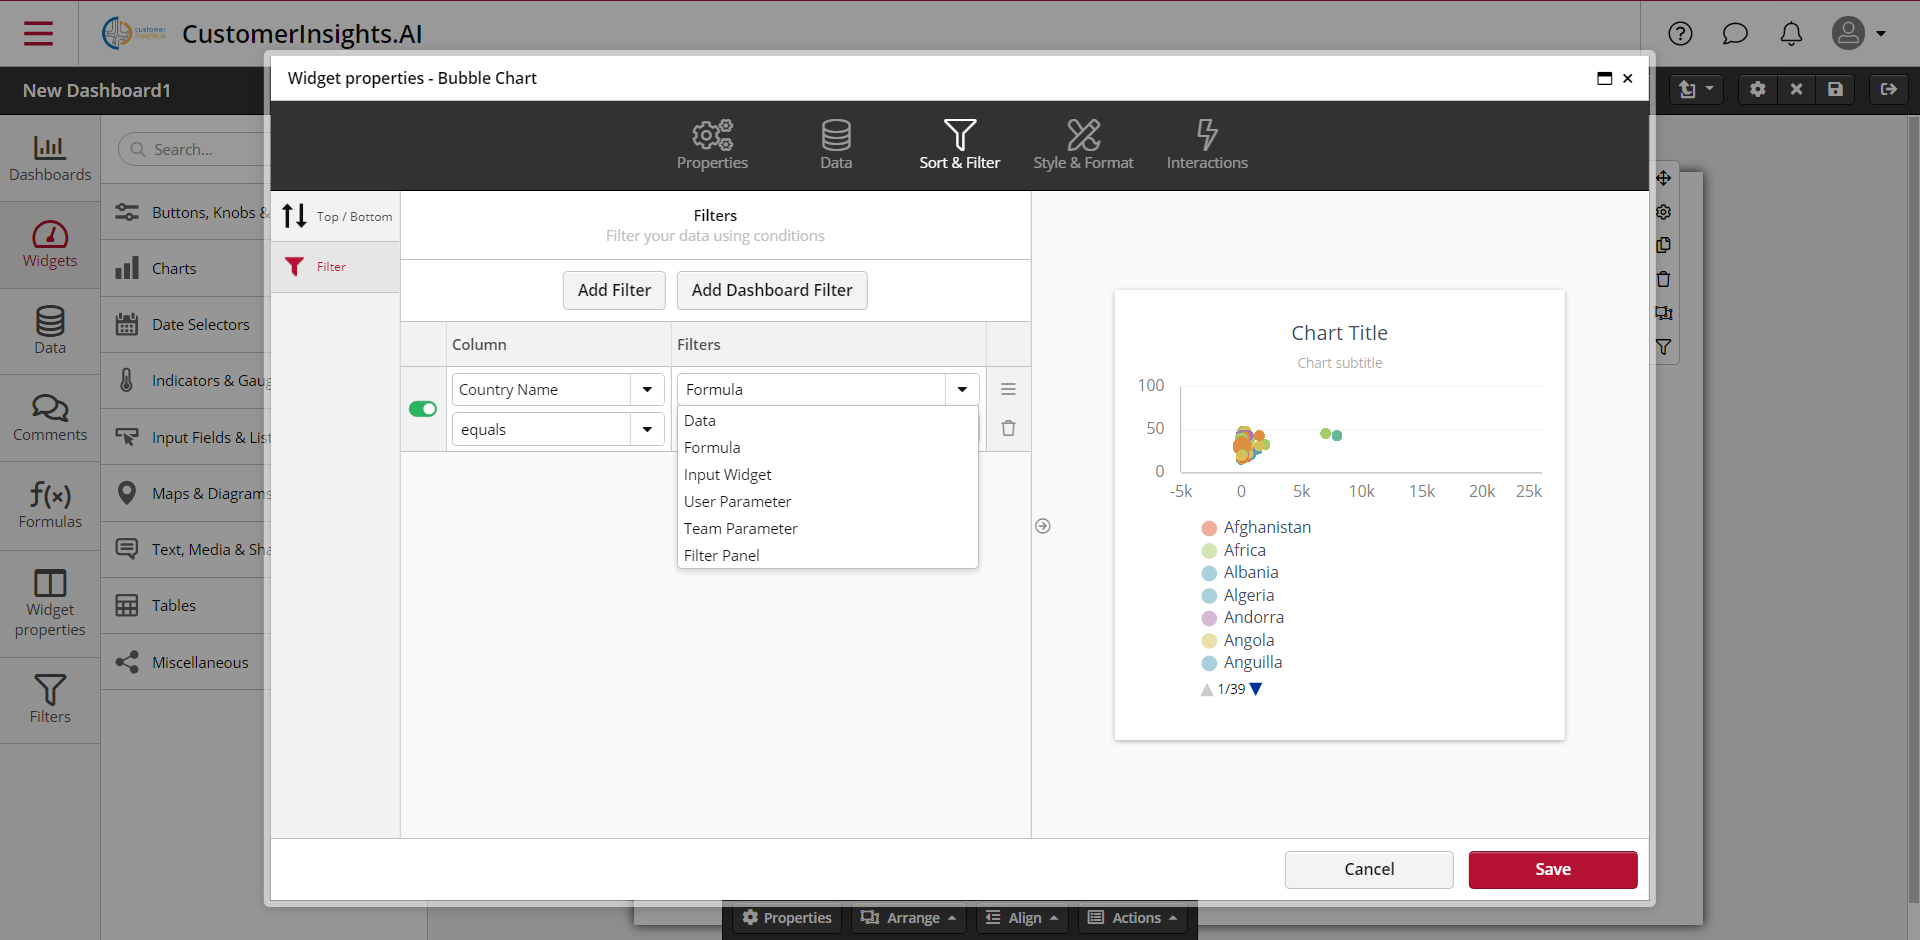 customer
insights.ai
CustomerInsights.AI
New Dashboard1
Widget properties - Bubble Chart
Properties
Data
Sort & Filter
Style & Format
Interactions
Dashboards
Widgets
Data
Comments
Formulas
Widget
properties
Filters
Search...
Buttons, Knobs &
Charts
Date Selectors
Indicators & Gaug
Input Fields & List
Maps & Diagrams
Text, Media & Sha
Tables
Miscellaneous
Top / Bottom
Filter
Filters
Filter your data using conditions
Add Filter
Add Dashboard Filter
Column
Filters
Country Name
Formula
equals
Data
Formula
Input Widget
User Parameter
Team Parameter
Filter Panel
Chart Title
Chart subtitle
100
50
0
-5k 0 5k 10k 15k 20k 25k
Afghanistan
Africa
Albania
Algeria
Andorra
Angola
Anguilla
1/39
Cancel
Save
Properties
Arrange
Align
Actions